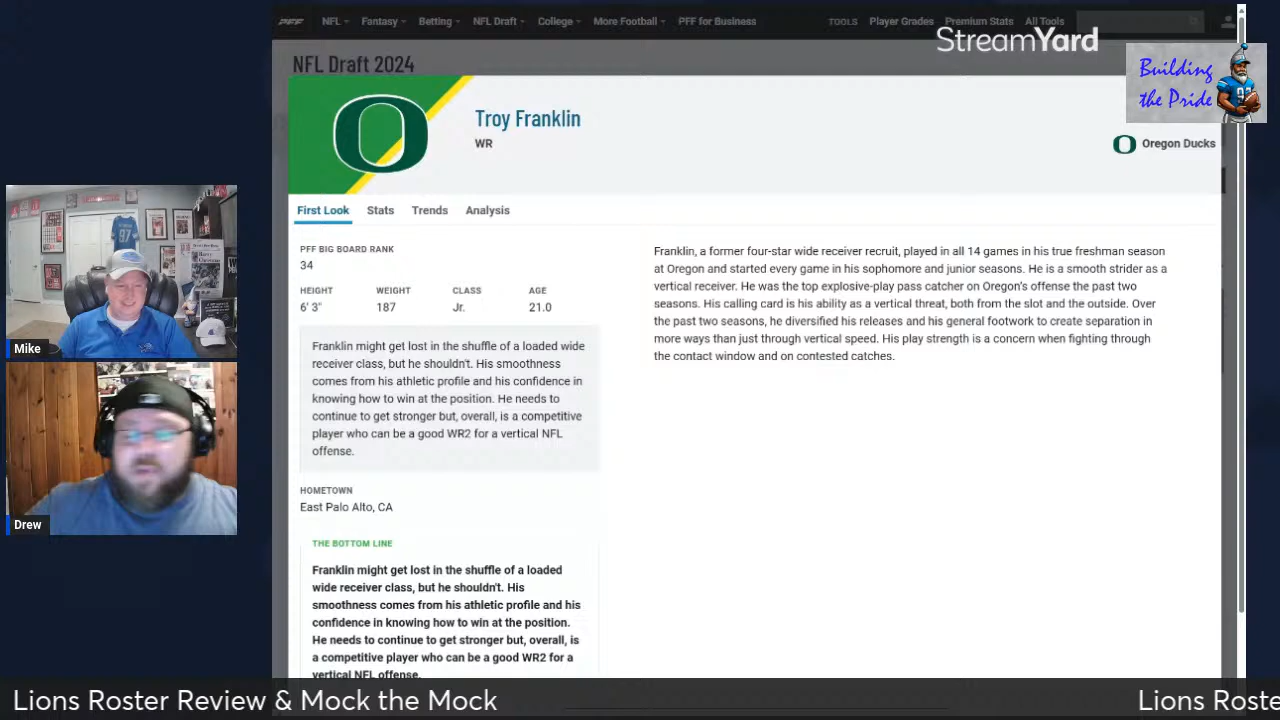 PFF
NFL
Fantasy
Betting
NFL Draft
College
More Football
PFF for Business
TOOLS
Player Grades
Premium Stats
All Tools
StreamYard
Building
the Pride
NFL Draft 2024
Troy Franklin
WR
Oregon Ducks
First Look
Stats
Trends
Analysis
PFF BIG BOARD RANK
34
HEIGHT
WEIGHT
CLASS
AGE
6' 3"
187
Jr.
21.0
Franklin might get lost in the shuffle of a loaded wide
receiver class, but he shouldn't. His smoothness
comes from his athletic profile and his confidence in
knowing how to win at the position. He needs to
continue to get stronger but, overall, is a competitive
player who can be a good WR2 for a vertical NFL
offense.
HOMETOWN
East Palo Alto, CA
THE BOTTOM LINE
Franklin might get lost in the shuffle of a loaded
wide receiver class, but he shouldn't. His
smoothness comes from his athletic profile and his
confidence in knowing how to win at the position.
He needs to continue to get stronger but, overall, is
a competitive player who can be a good WR2 for a
vertical NFL offense.
Franklin, a former four-star wide receiver recruit, played in all 14 games in his true freshman season
at Oregon and started every game in his sophomore and junior seasons. He is a smooth strider as a
vertical receiver. He was the top explosive-play pass catcher on Oregon's offense the past two
seasons. His calling card is his ability as a vertical threat, both from the slot and the outside. Over
the past two seasons, he diversified his releases and his general footwork to create separation in
more ways than just through vertical speed. His play strength is a concern when fighting through
the contact window and on contested catches.
97
Mike
Drew
Lions Roster Review & Mock the Mock
Lions Roste